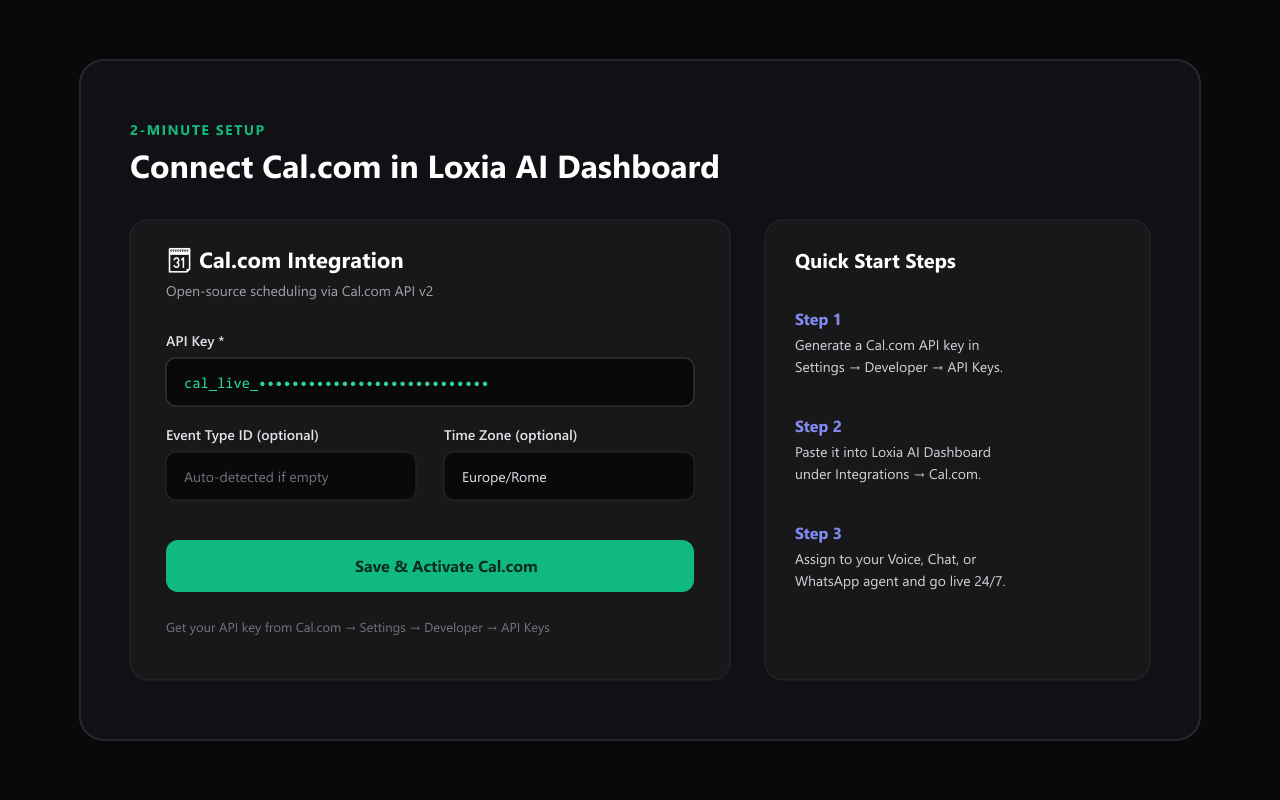 2-MINUTE SETUP
Connect Cal.com in Loxia AI Dashboard
31 Cal.com Integration
Open-source scheduling via Cal.com API v2
API Key *
cal_live_••••••••••••••••••••••••••••
Event Type ID (optional)
Time Zone (optional)
Auto-detected if empty
Europe/Rome
Save & Activate Cal.com
Get your API key from Cal.com → Settings → Developer → API Keys
Quick Start Steps
Step 1
Generate a Cal.com API key in
Settings → Developer → API Keys.
Step 2
Paste it into Loxia AI Dashboard
under Integrations → Cal.com.
Step 3
Assign to your Voice, Chat, or
WhatsApp agent and go live 24/7.